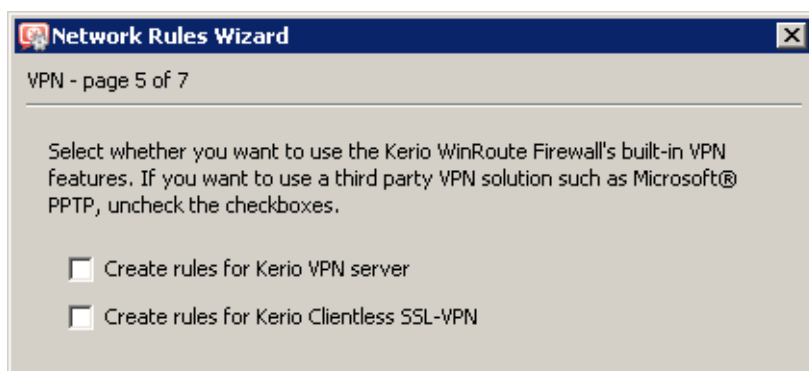 Network Rules Wizard
VPN - page 5 of 7
Select whether you want to use the Kerio WinRoute Firewall's built-in VPN
features. If you want to use a third party VPN solution such as Microsoft®
PPTP, uncheck the checkboxes.
Create rules for Kerio VPN server
Create rules for Kerio Clientless SSL-VPN